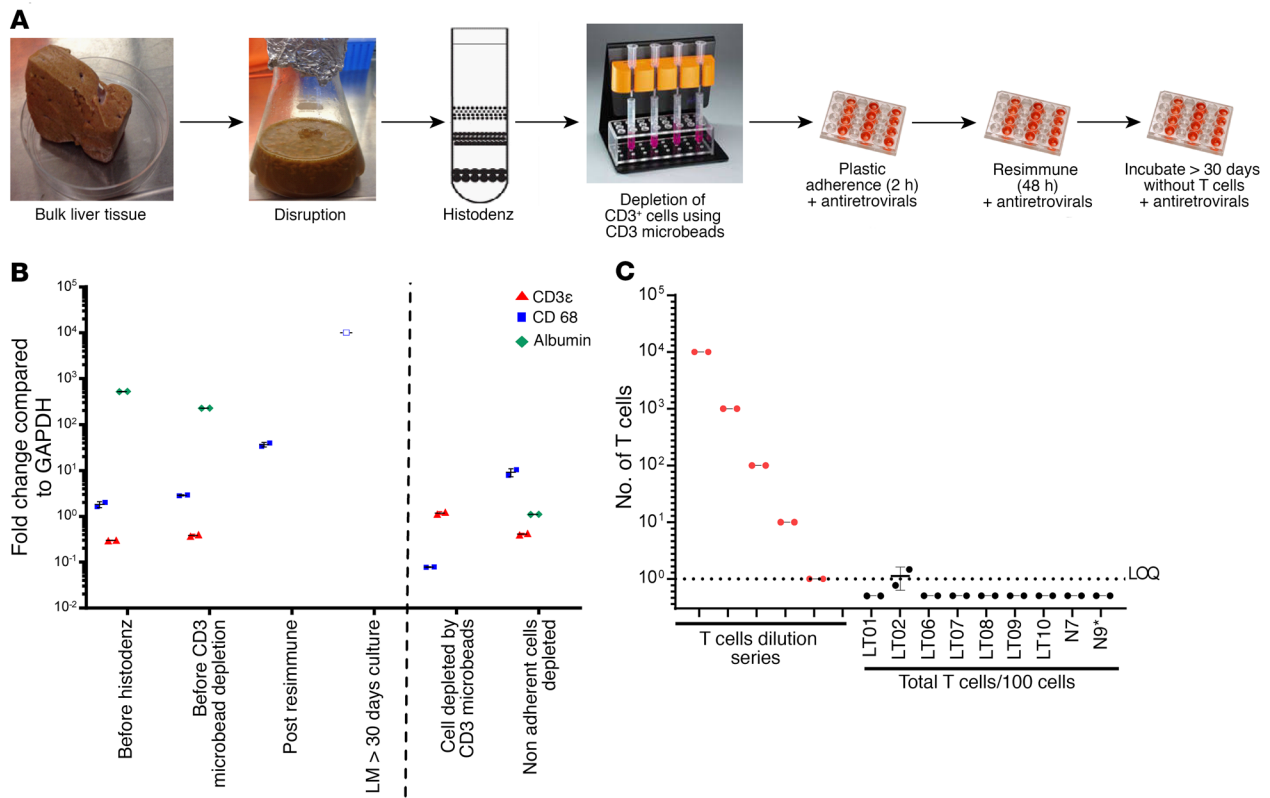 A
Bulk liver tissue
Disruption
Histodenz
Depletion of
CD3⁺ cells using
CD3 microbeads
Plastic
adherence (2 h)
+ antiretrovirals
Resimmune
(48 h)
+ antiretrovirals
Incubate > 30 days
without T cells
+ antiretrovirals
B
Fold change compared
to GAPDH
10⁵
10⁴
10³
10²
10¹
10⁰
10⁻¹
10⁻²
CD3ε
CD 68
Albumin
Before histodenz
Before CD3
microbead depletion
Post resimmune
LM > 30 days culture
Cell depleted by
CD3 microbeads
Non adherent cells
depleted
C
No. of T cells
10⁵
10⁴
10³
10²
10¹
10⁰
LOQ
T cells dilution
series
LT01
LT02
LT06
LT07
LT08
LT09
LT10
N7
N9*
Total T cells/100 cells